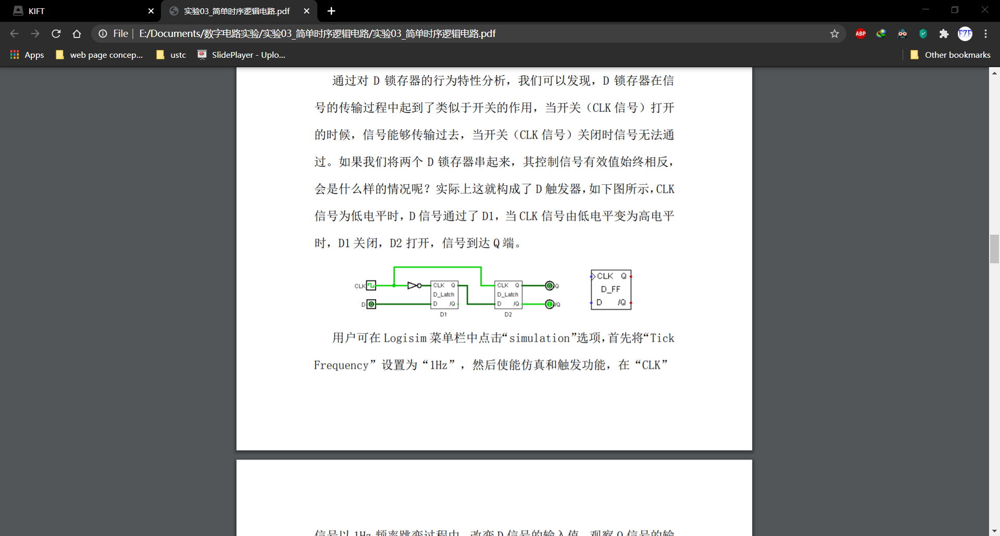 KIFT
实验03_简单时序逻辑电路.pdf
File
E:/Documents/数字电路实验/实验03_简单时序逻辑电路/实验03_简单时序逻辑电路.pdf
ABP
FZF
Apps
web page concep...
ustc
SlidePlayer - Uplo...
Other bookmarks
通过对 D 锁存器的行为特性分析，我们可以发现，D 锁存器在信
号的传输过程中起到了类似于开关的作用，当开关（CLK 信号）打开
的时候，信号能够传输过去，当开关（CLK 信号）关闭时信号无法通
过。如果我们将两个 D 锁存器串起来，其控制信号有效值始终相反，
会是什么样的情况呢？实际上这就构成了 D 触发器，如下图所示，CLK
信号为低电平时，D 信号通过了 D1，当 CLK 信号由低电平变为高电平
时，D1 关闭，D2 打开，信号到达 Q 端。
CLK
D 0
CLK Q
D_Latch
D /Q
D1
CLK Q
D_Latch
D /Q
D2
0 Q
1 /Q
CLK Q
D_FF
D /Q
用户可在 Logisim 菜单栏中点击“simulation”选项，首先将“Tick
Frequency”设置为“1Hz”，然后使能仿真和触发功能，在“CLK”
信号以 1Hz 频率跳变过程中，改变 D 信号的输入值，观察 Q 信号的输